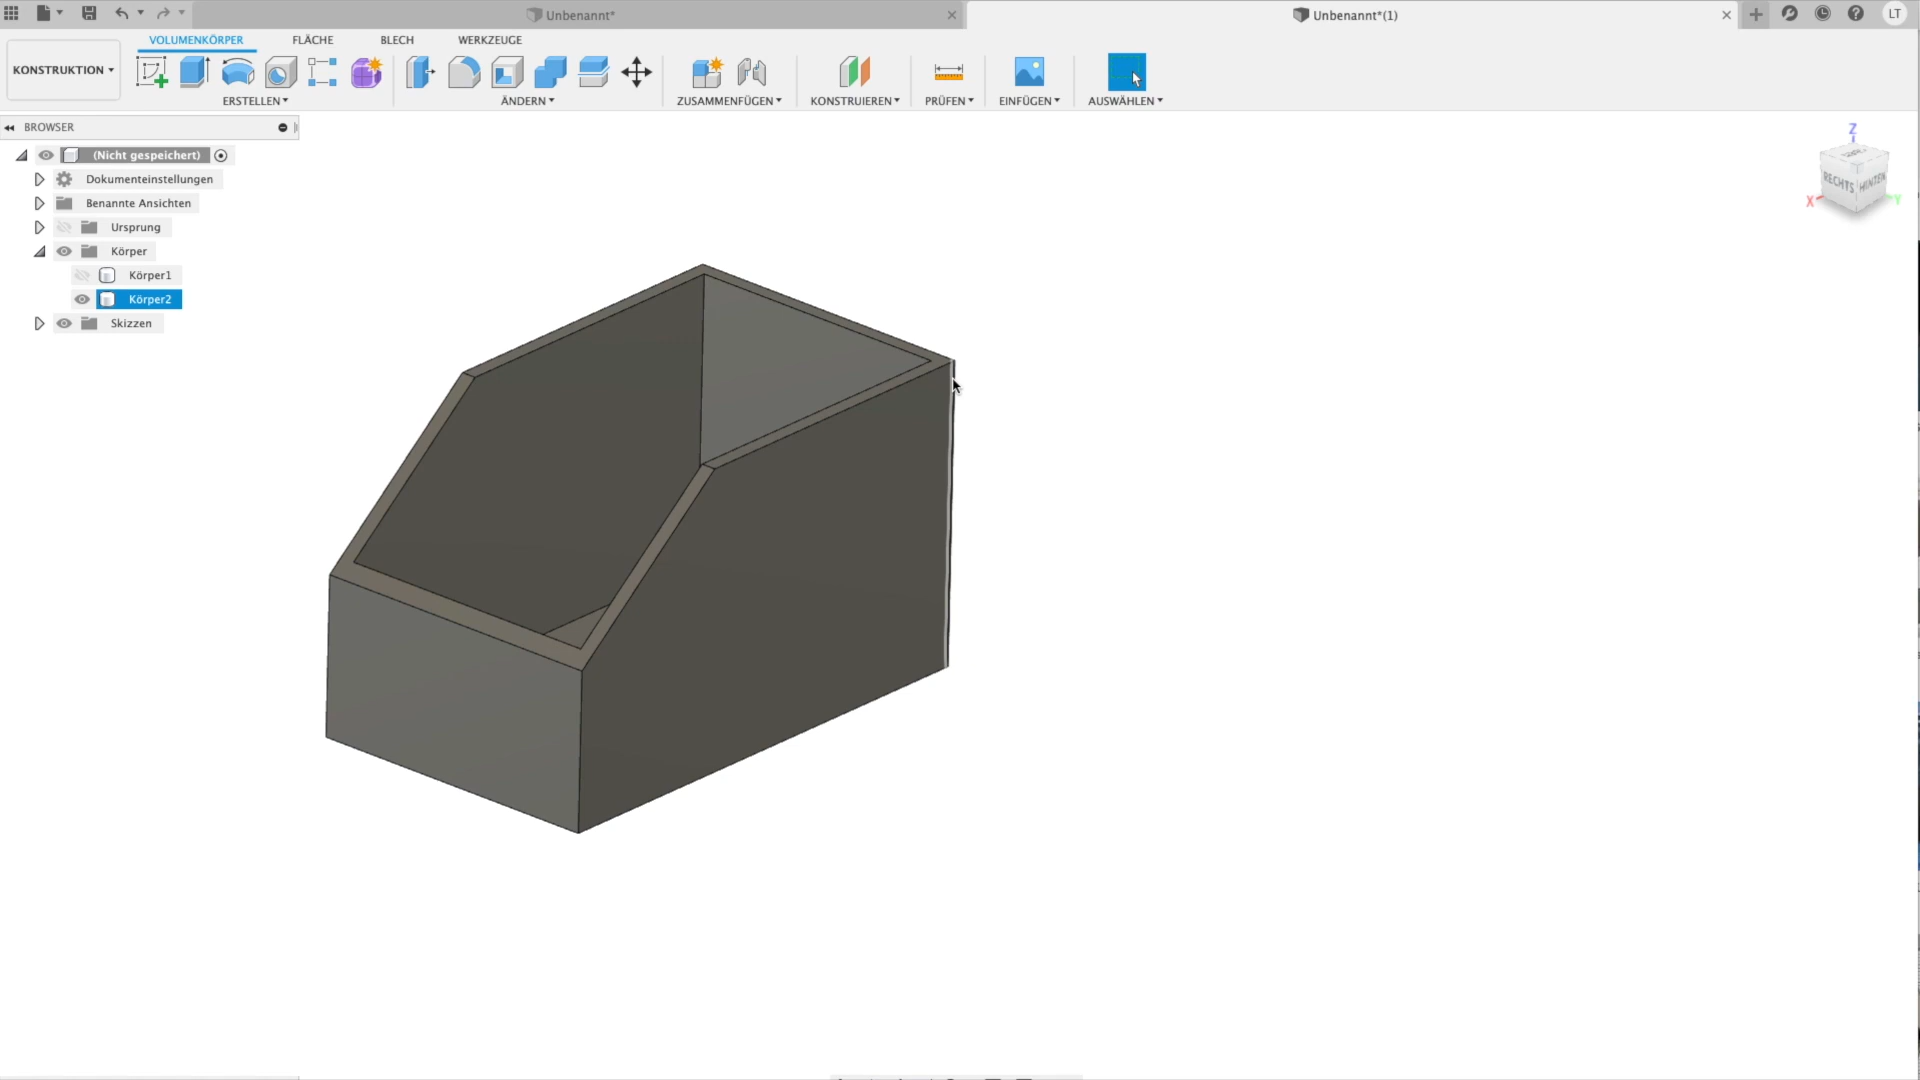 Unbenannt*
Unbenannt*(1)
LT
KONSTRUKTION
VOLUMENKÖRPER
FLÄCHE
BLECH
WERKZEUGE
ERSTELLEN
ÄNDERN
ZUSAMMENFÜGEN
KONSTRUIEREN
PRÜFEN
EINFÜGEN
AUSWÄHLEN
BROWSER
(Nicht gespeichert)
Dokumenteinstellungen
Benannte Ansichten
Ursprung
Körper
Körper1
Körper2
Skizzen
Z
RECHTS
HINTEN
X
Y